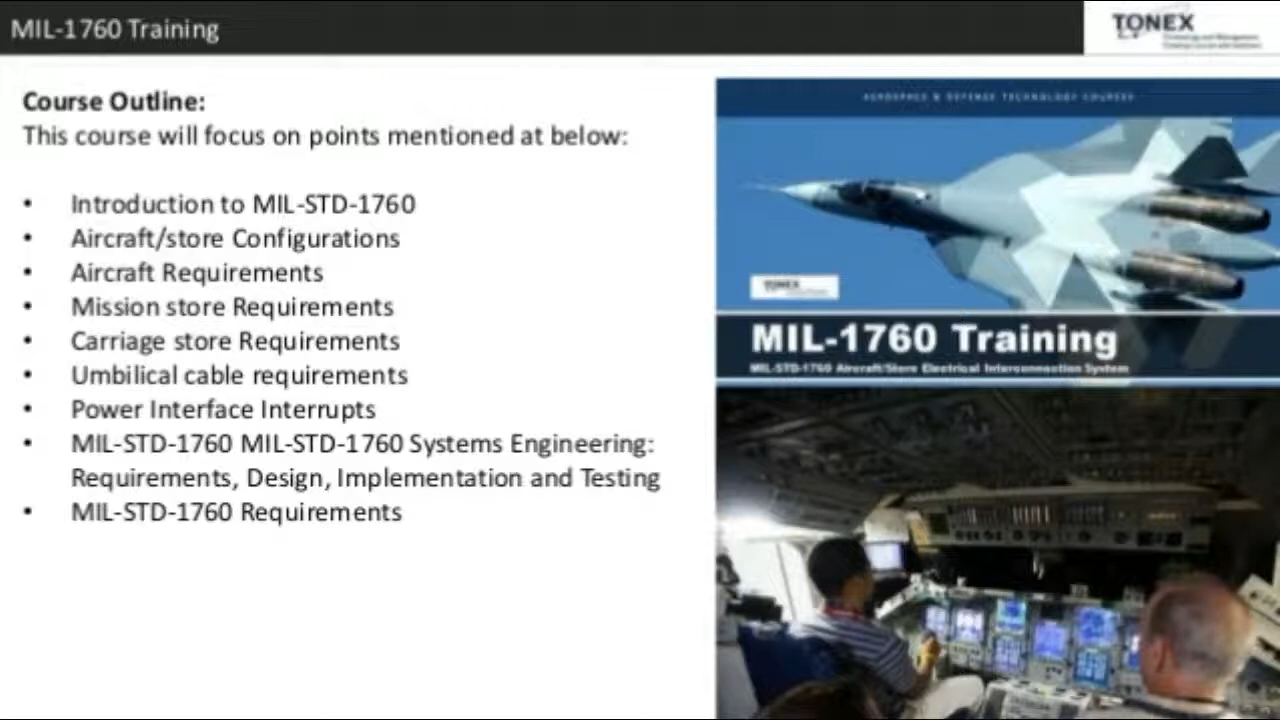 MIL-1760 Training
TONEX
Course Outline:
This course will focus on points mentioned at below:
• Introduction to MIL-STD-1760
• Aircraft/store Configurations
• Aircraft Requirements
• Mission store Requirements
• Carriage store Requirements
• Umbilical cable requirements
• Power Interface Interrupts
• MIL-STD-1760 MIL-STD-1760 Systems Engineering:
Requirements, Design, Implementation and Testing
• MIL-STD-1760 Requirements
AEROSPACE & DEFENSE TECHNOLOGY COURSES
TONEX
MIL-1760 Training
MIL-STD-1760 Aircraft/Store Electrical Interconnection System